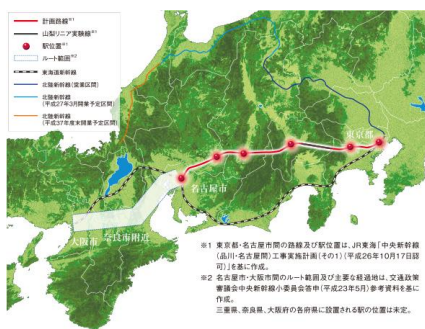 計画路線※1
山梨リニア実験線※1
駅位置※1
ルート範囲※2
東海道新幹線
北陸新幹線(営業区間)
北陸新幹線
(平成27年3月開業予定区間)
北陸新幹線
(平成37年度末開業予定区間)
東京都
名古屋市
奈良市附近
大阪市
※1 東京都・名古屋市間の路線及び駅位置は、JR東海「中央新幹線
(品川・名古屋間)工事実施計画(その1)(平成26年10月17日認
可)」を基に作成。
※2 名古屋市・大阪市間のルート範囲及び主要な経過地は、交通政策
審議会中央新幹線小委員会答申(平成23年5月)参考資料を基に
作成。
三重県、奈良県、大阪府の各府県に設置される駅の位置は未定。